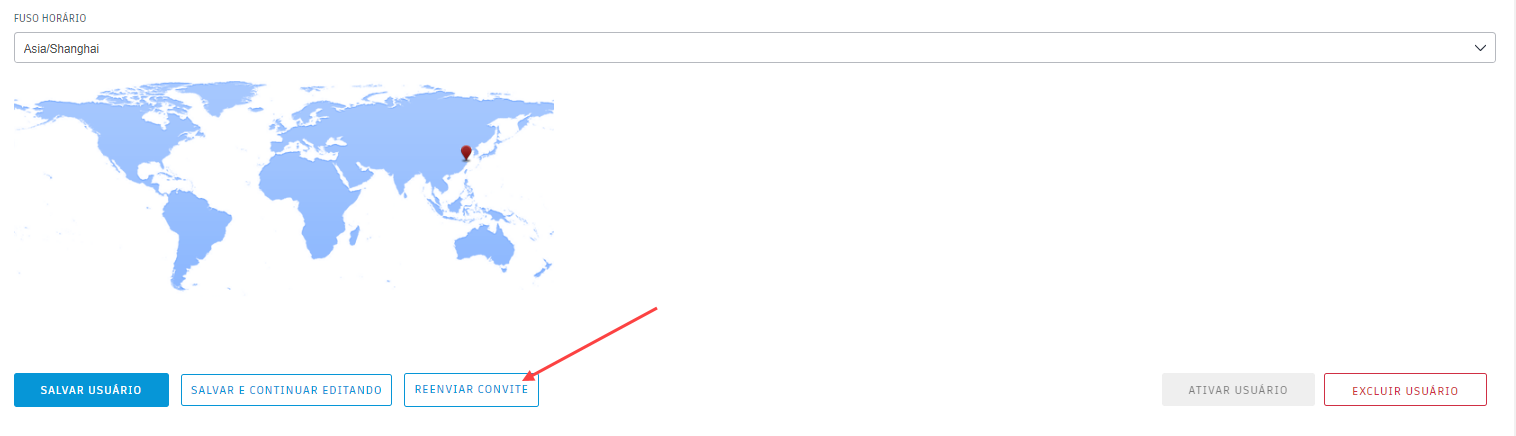 FUSO HORÁRIO
Asia/Shanghai
SALVAR USUÁRIO
SALVAR E CONTINUAR EDITANDO
REENVIAR CONVITE
ATIVAR USUÁRIO
EXCLUIR USUÁRIO